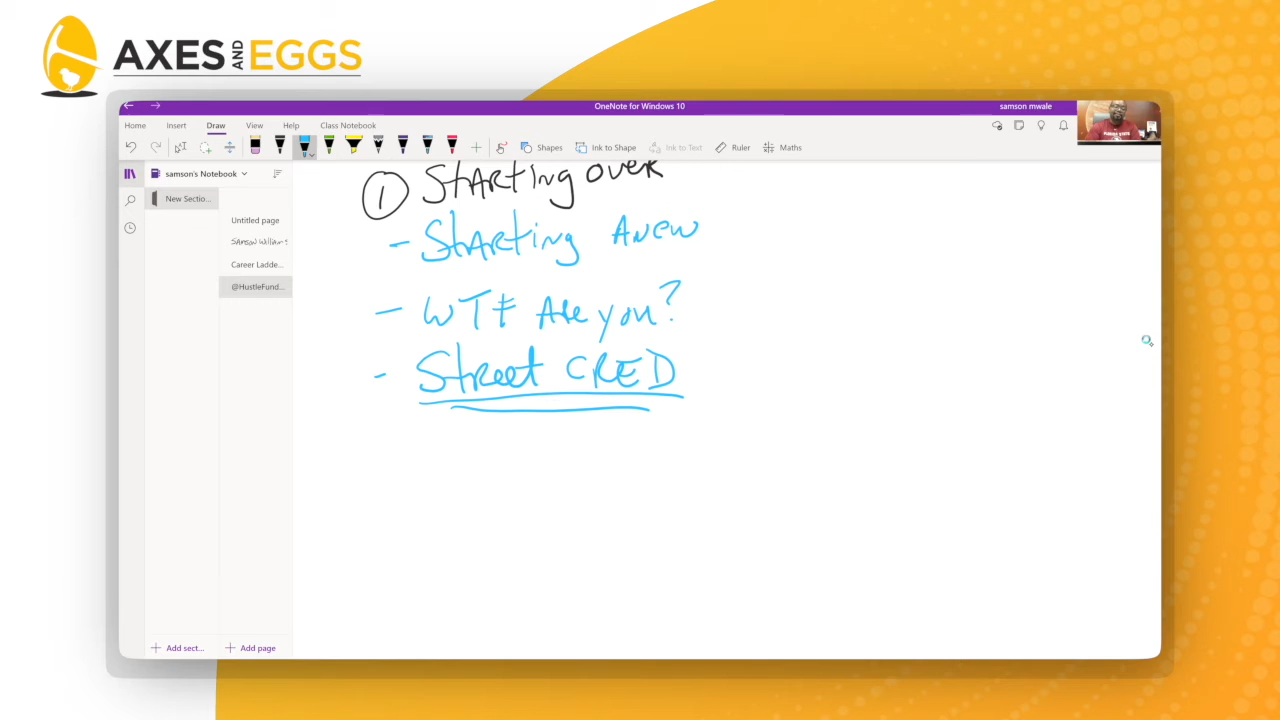 AXES AND EGGS
OneNote for Windows 10
samson mwale
Home Insert Draw View Help Class Notebook
Shapes Ink to Shape Ink to Text Ruler Maths
samson's Notebook
New Sectio...
Untitled page
Samson Williams
Career Ladde...
@HustleFund...
1 Starting over
- Starting Anew
- WTF Are you?
- Street CRED
Add sect... Add page